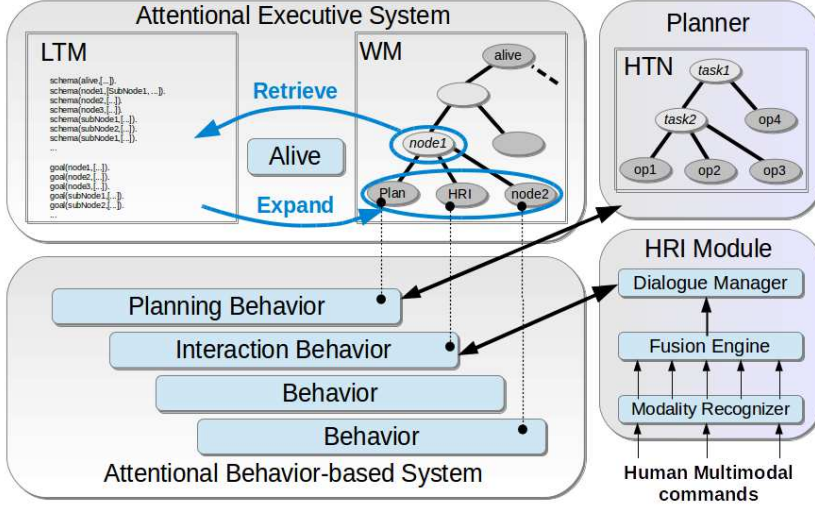 Attentional Executive System
LTM
schema(alive,[...]).
schema(node1,[SubNode1, ...]).
schema(node2,[...]).
schema(node3,[...]).
schema(subNode1,[...]).
schema(subNode2,[...]).
schema(subNode1,[...]).
...
goal(node1,[...]).
goal(node2,[...]).
goal(node3,[...]).
goal(subNode1,[...]).
goal(subNode2,[...]).
...
Retrieve
Alive
Expand
WM
alive
node1
Plan
HRI
node2
Planner
HTN
task1
task2
op4
op1
op2
op3
Planning Behavior
Interaction Behavior
Behavior
Behavior
Attentional Behavior-based System
HRI Module
Dialogue Manager
Fusion Engine
Modality Recognizer
Human Multimodal
commands